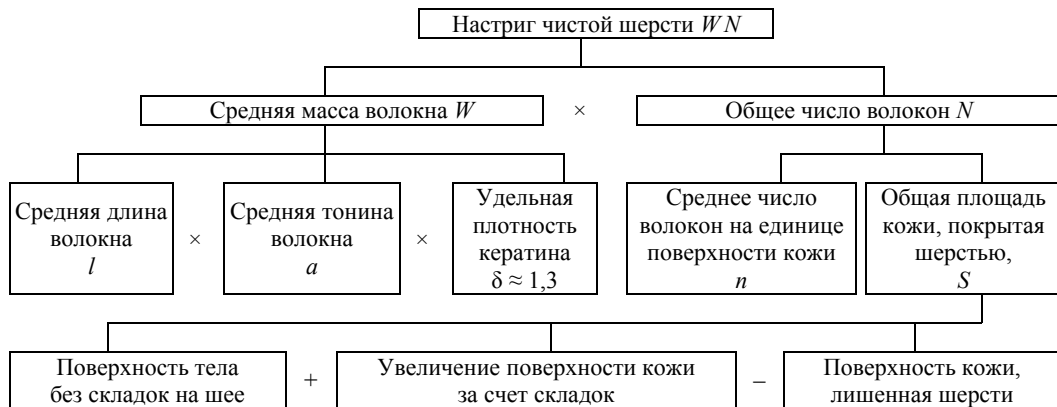 Настриг чистой шерсти WN
Средняя масса волокна W × Общее число волокон N
Средняя длина
волокна
l
×
Средняя тонина
волокна
a
×
Удельная
плотность
кератина
δ ≈ 1,3
Среднее число
волокон на единице
поверхности кожи
n
Общая площадь
кожи, покрытая
шерстью,
S
Поверхность тела
без складок на шее
+
Увеличение поверхности кожи
за счет складок
–
Поверхность кожи,
лишенная шерсти